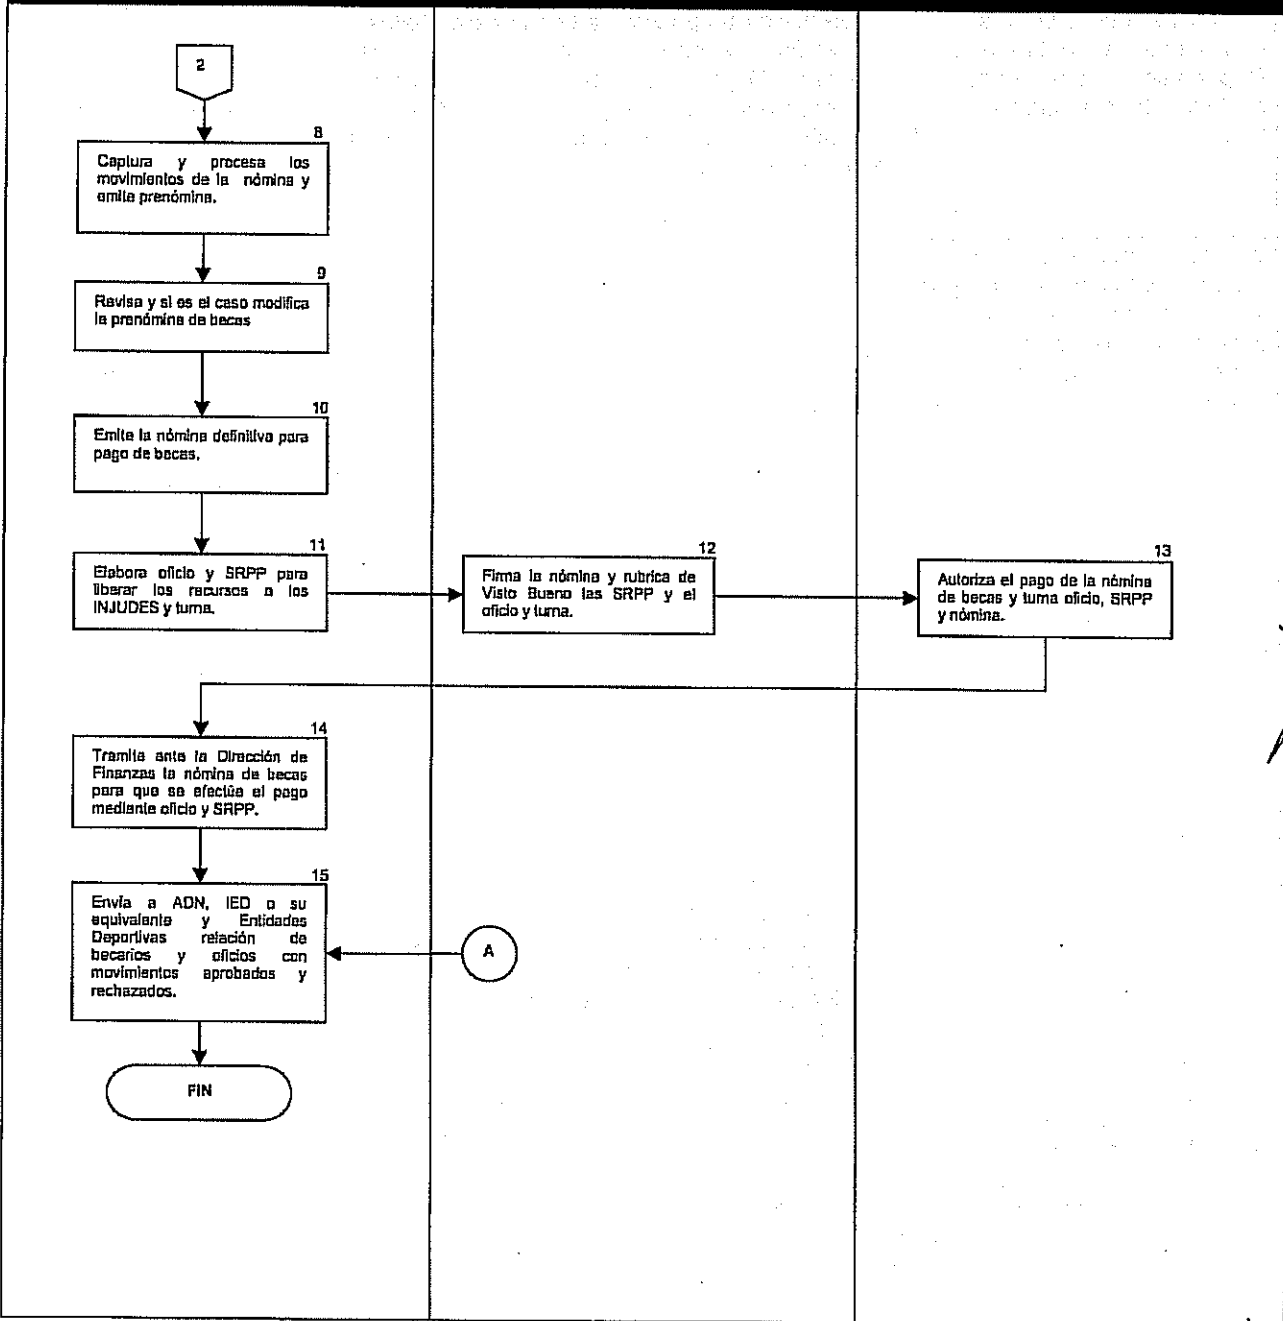 2
8
Captura y procesa los
movimientos de la nómina y
emite prenómina.
9
Revisa y si es el caso modifica
la prenómina de becas
10
Emite la nómina definitiva para
pago de becas.
11
Elabora oficio y SRPP para
liberar los recursos a los
INJUDES y turna.
12
Firma la nómina y rubrica de
Visto Bueno las SRPP y el
oficio y turna.
13
Autoriza el pago de la nómina
de becas y turna oficio, SRPP
y nómina.
14
Tramita ante la Dirección de
Finanzas la nómina de becas
para que se efectúe el pago
mediante oficio y SRPP.
15
Envía a ADN, IED o su
equivalente y Entidades
Deportivas relación de
becarios y oficios con
movimientos aprobados y
rechazados.
A
FIN